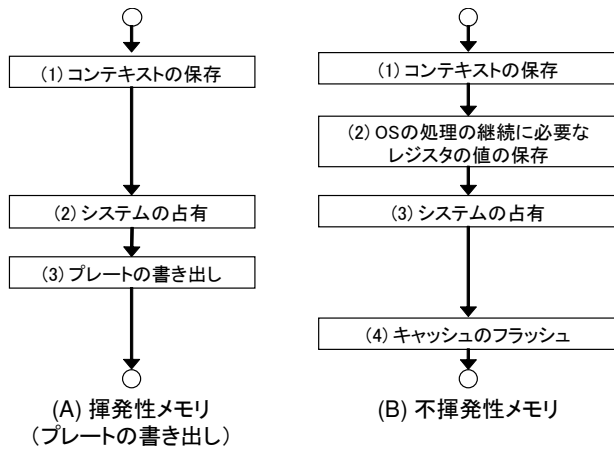 (1) コンテキストの保存
(2) システムの占有
(3) プレートの書き出し
(A) 揮発性メモリ
(プレートの書き出し)
(1) コンテキストの保存
(2) OSの処理の継続に必要な
レジスタの値の保存
(3) システムの占有
(4) キャッシュのフラッシュ
(B) 不揮発性メモリ